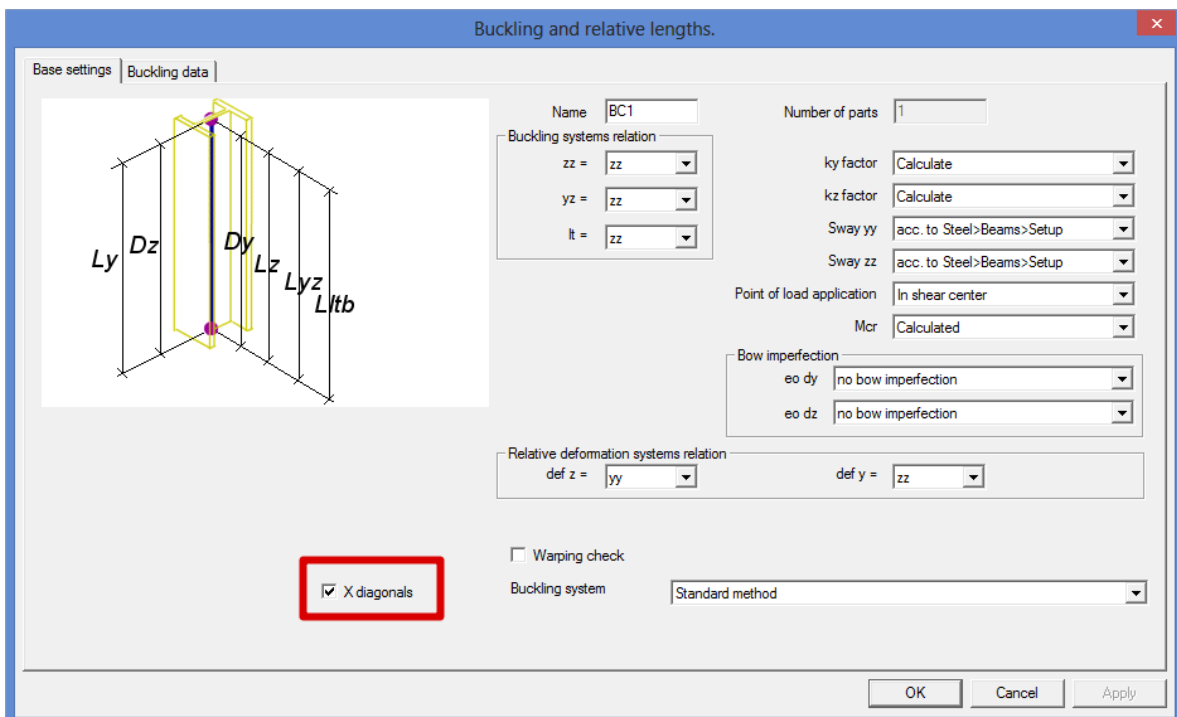 Buckling and relative lengths.
Base settings
Buckling data
Name BC1
Number of parts 1
Buckling systems relation
zz = zz
yz = zz
lt = zz
ky factor Calculate
kz factor Calculate
Sway yy acc. to Steel>Beams>Setup
Sway zz acc. to Steel>Beams>Setup
Point of load application In shear center
Mcr Calculated
Bow imperfection
eo dy no bow imperfection
eo dz no bow imperfection
Ly
Dz
Dy
Lz
Lyz
Lltb
Relative deformation systems relation
def z = yy
def y = zz
Warping check
X diagonals
Buckling system Standard method
OK
Cancel
Apply